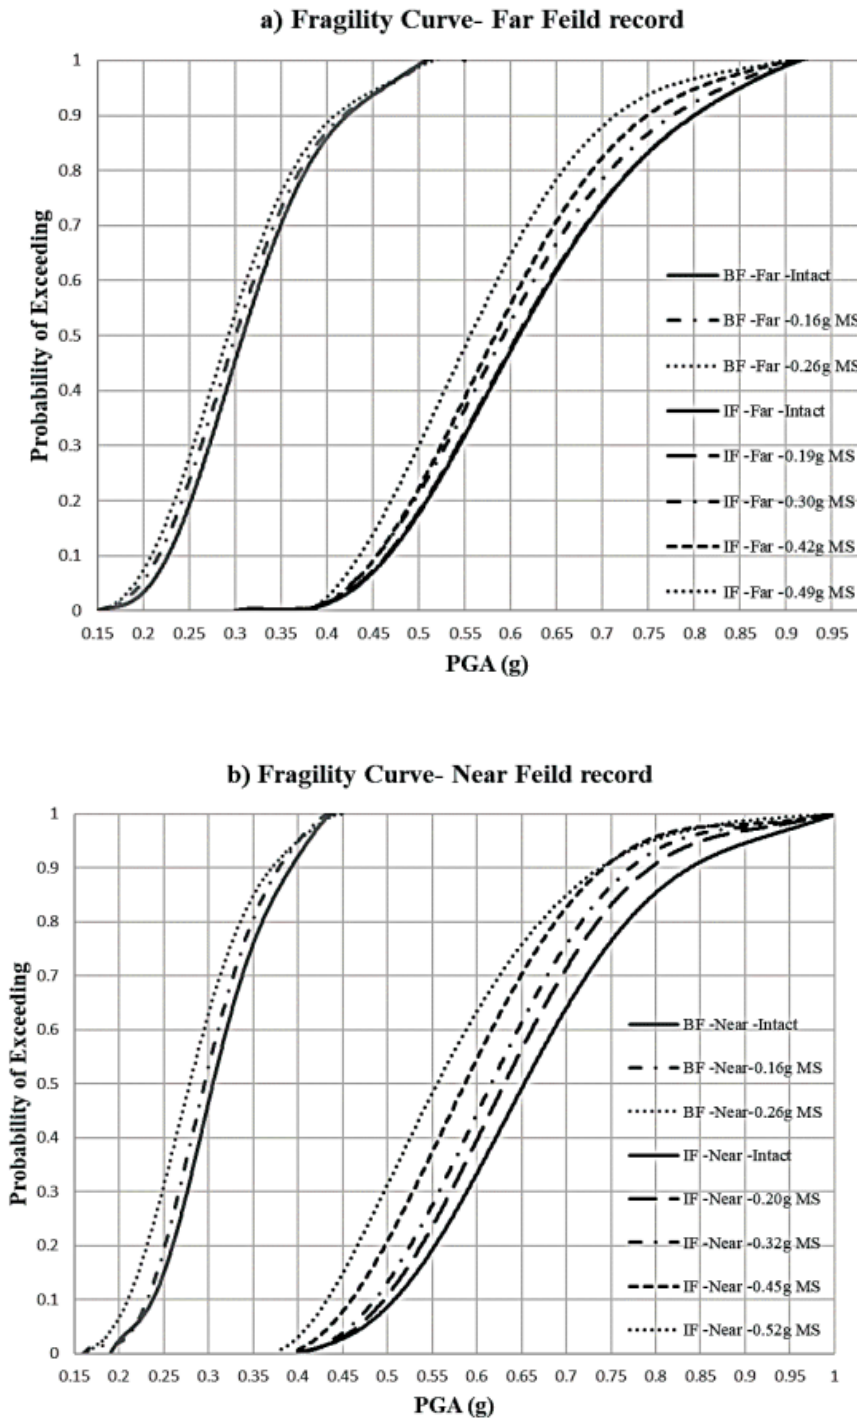 a) Fragility Curve- Far Feild record
1
0.9
0.8
0.7
0.6
0.5
0.4
0.3
0.2
0.1
0
Probability of Exceeding
BF -Far -Intact
BF -Far -0.16g MS
BF -Far -0.26g MS
IF -Far -Intact
IF -Far -0.19g MS
IF -Far -0.30g MS
IF -Far -0.42g MS
IF -Far -0.49g MS
0.15 0.2 0.25 0.3 0.35 0.4 0.45 0.5 0.55 0.6 0.65 0.7 0.75 0.8 0.85 0.9 0.95
PGA (g)
b) Fragility Curve- Near Feild record
1
0.9
0.8
0.7
0.6
0.5
0.4
0.3
0.2
0.1
0
Probability of Exceeding
BF -Near -Intact
BF -Near-0.16g MS
BF -Near-0.26g MS
IF -Near -Intact
IF -Near -0.20g MS
IF -Near -0.32g MS
IF -Near -0.45g MS
IF -Near -0.52g MS
0.15 0.2 0.25 0.3 0.35 0.4 0.45 0.5 0.55 0.6 0.65 0.7 0.75 0.8 0.85 0.9 0.95 1
PGA (g)